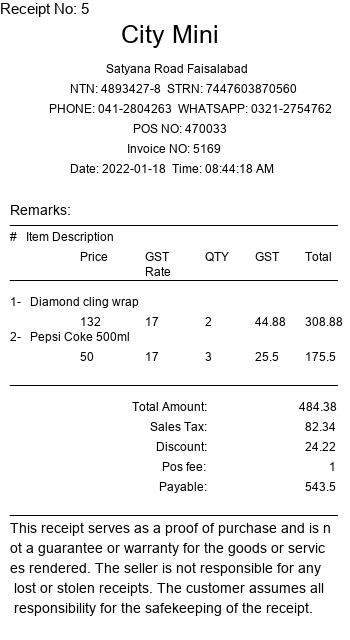 Receipt No: 5
City Mini
Satyana Road Faisalabad
NTN: 4893427-8 STRN: 7447603870560
PHONE: 041-2804263 WHATSAPP: 0321-2754762
POS NO: 470033
Invoice NO: 5169
Date: 2022-01-18 Time: 08:44:18 AM
Remarks:
# Item Description
Price GST Rate QTY GST Total
1- Diamond cling wrap
132 17 2 44.88 308.88
2- Pepsi Coke 500ml
50 17 3 25.5 175.5
Total Amount: 484.38
Sales Tax: 82.34
Discount: 24.22
Pos fee: 1
Payable: 543.5
This receipt serves as a proof of purchase and is n
ot a guarantee or warranty for the goods or servic
es rendered. The seller is not responsible for any
lost or stolen receipts. The customer assumes all
responsibility for the safekeeping of the receipt.